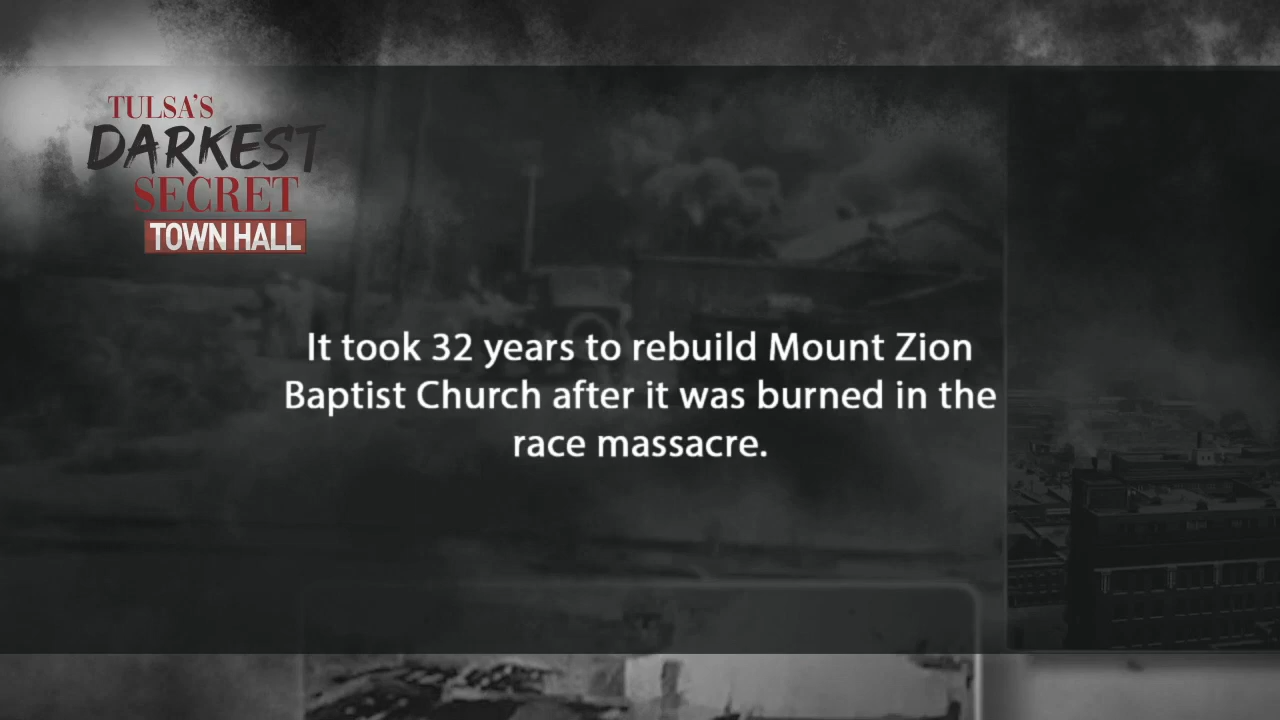 TULSA'S
DARKEST
SECRET
TOWN HALL
It took 32 years to rebuild Mount Zion
Baptist Church after it was burned in the
race massacre.